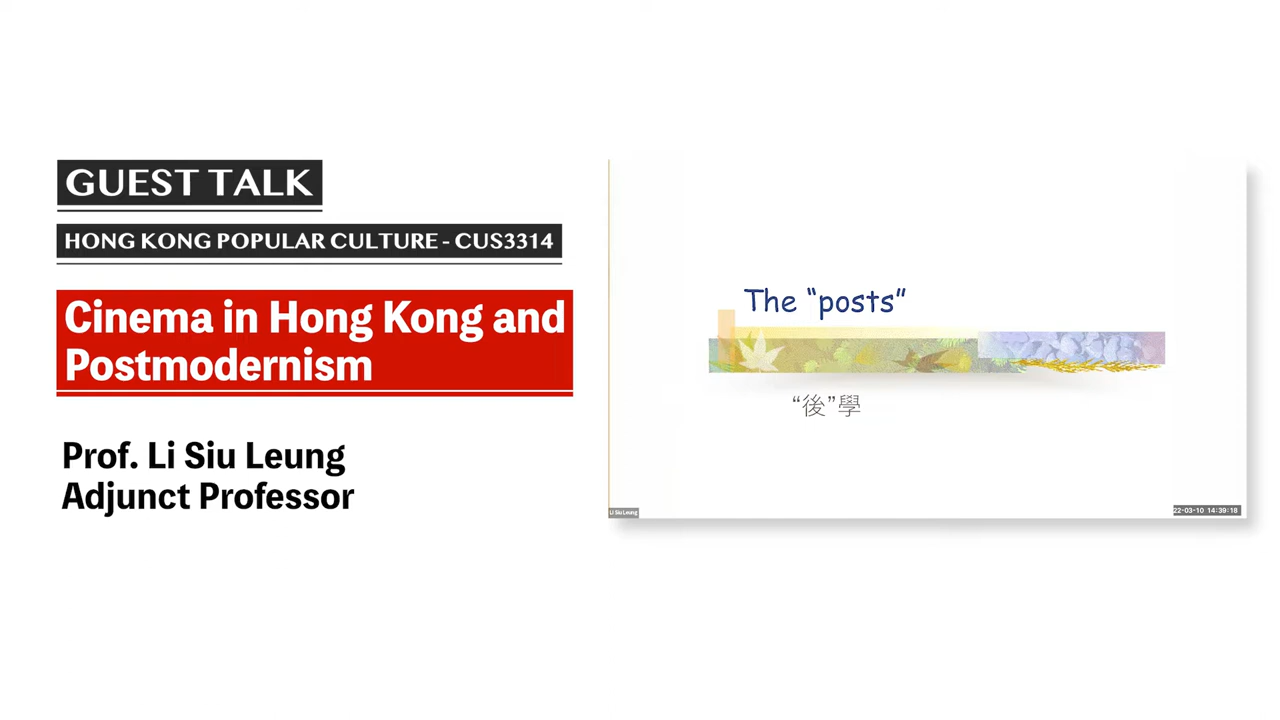 GUEST TALK
HONG KONG POPULAR CULTURE - CUS3314
Cinema in Hong Kong and
Postmodernism
Prof. Li Siu Leung
Adjunct Professor
The “posts”
“後”學
LI Siu Leung
22-03-10 14:39:18